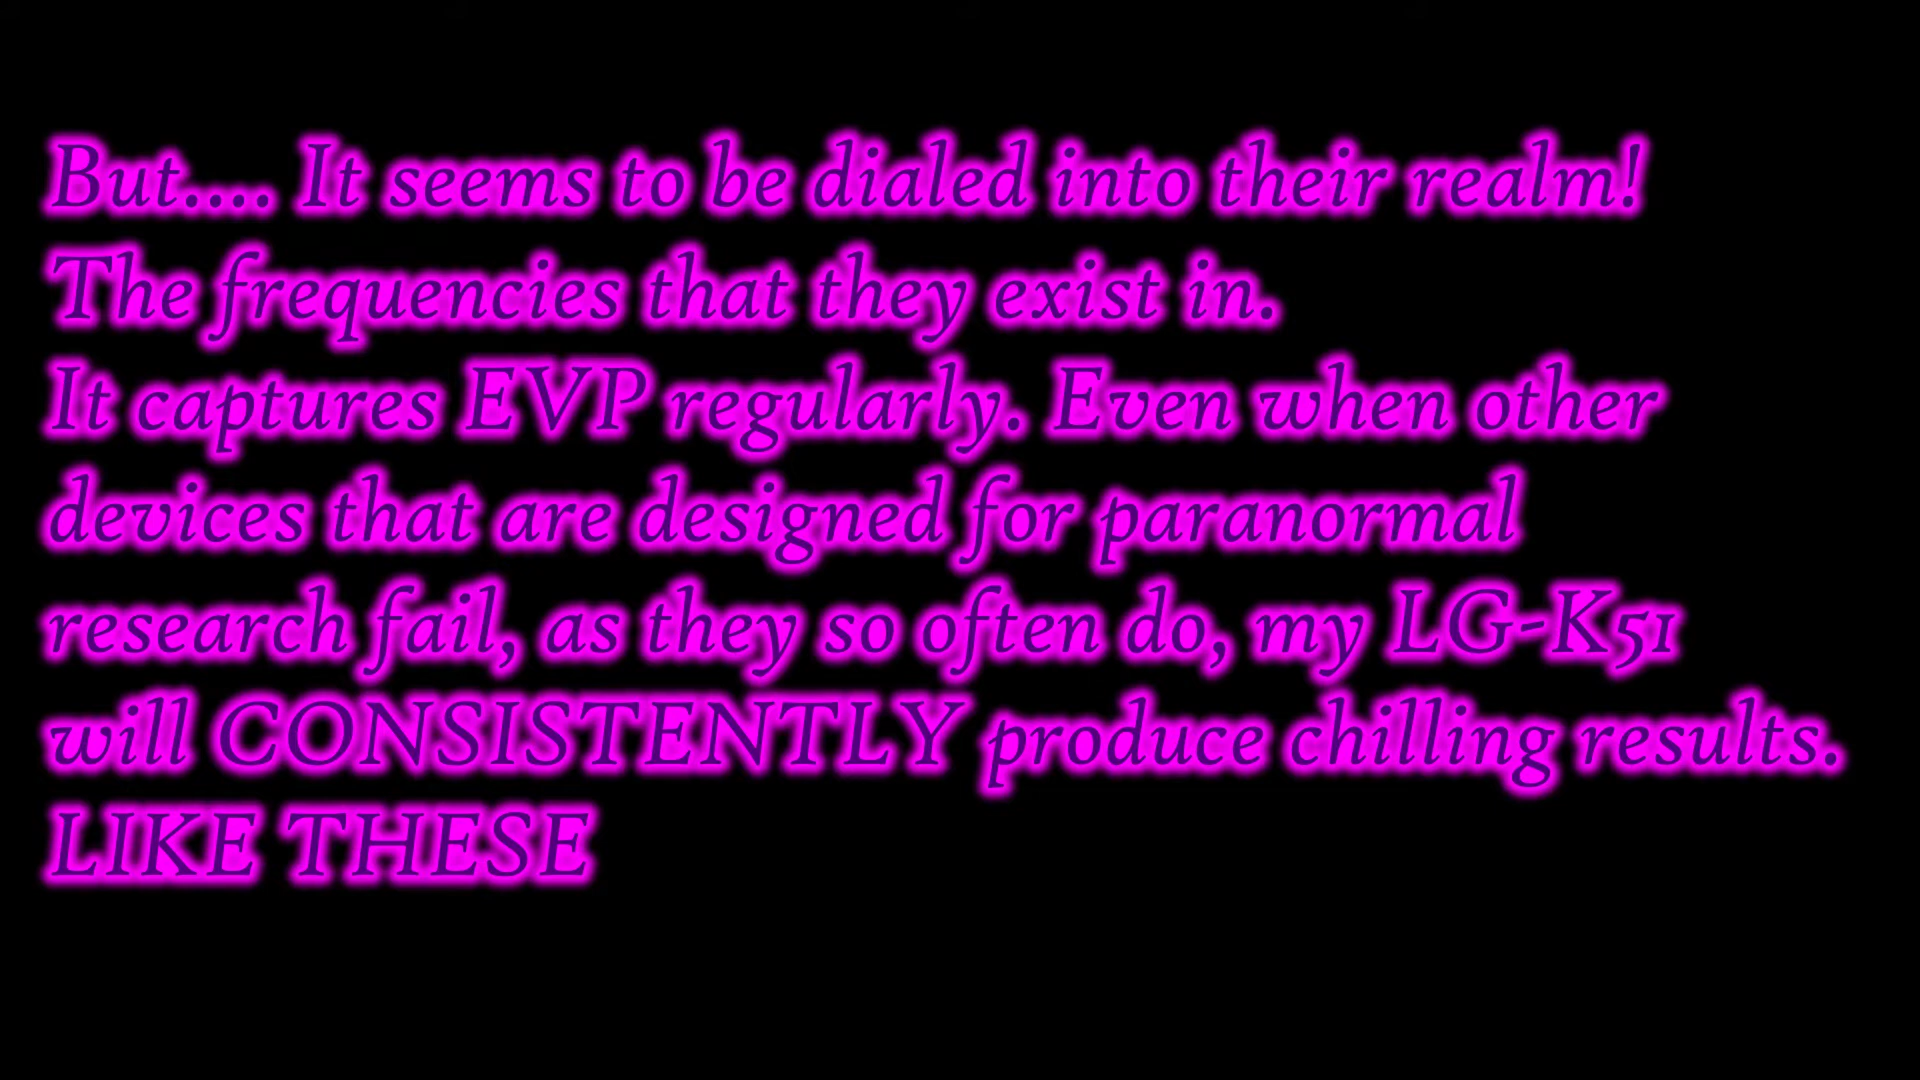 But.... It seems to be dialed into their realm!
The frequencies that they exist in.
It captures EVP regularly. Even when other
devices that are designed for paranormal
research fail, as they so often do, my LG-K51
will CONSISTENTLY produce chilling results.
LIKE THESE